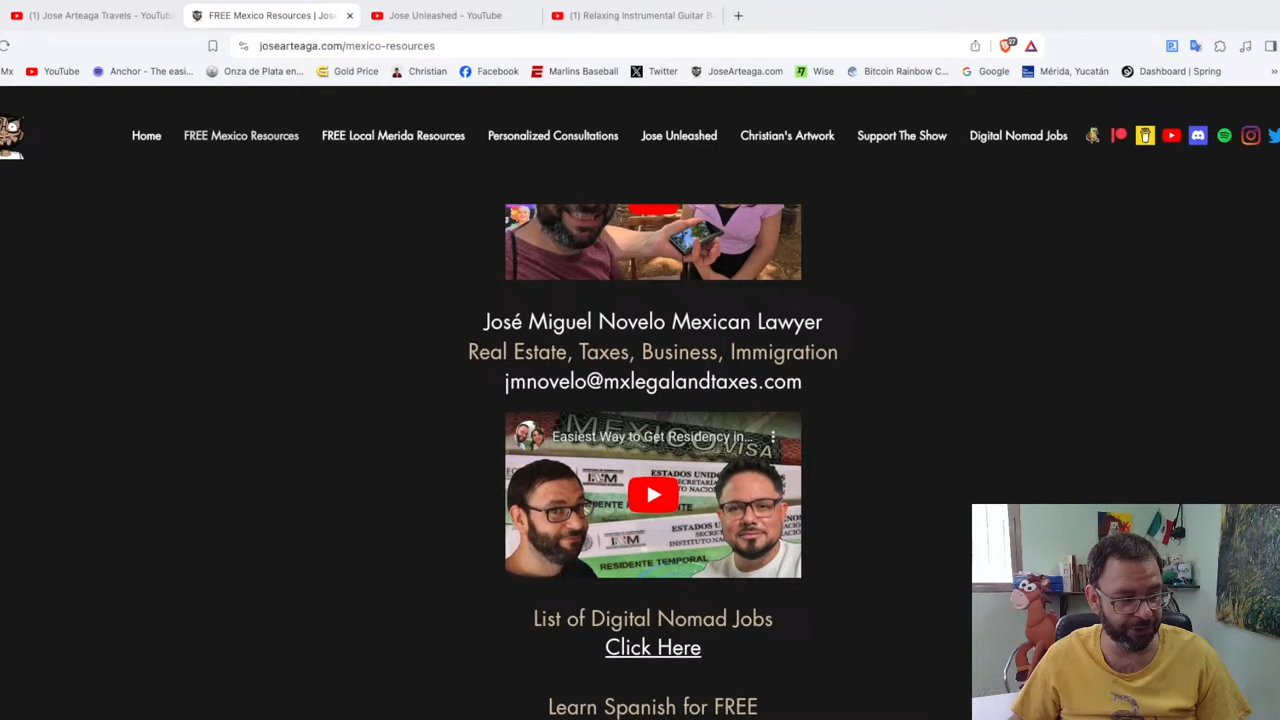 (1) Jose Arteaga Travels - YouTu
FREE Mexico Resources | Jos
Jose Unleashed - YouTube
(1) Relaxing Instrumental Guitar B
josearteaga.com/mexico-resources
27
Mx
YouTube
Anchor - The easi...
Onza de Plata en...
Gold Price
Christian
Facebook
Marlins Baseball
Twitter
JoseArteaga.com
Wise
Bitcoin Rainbow C...
Google
Mérida, Yucatán
Dashboard | Spring
Home
FREE Mexico Resources
FREE Local Merida Resources
Personalized Consultations
Jose Unleashed
Christian's Artwork
Support The Show
Digital Nomad Jobs
José Miguel Novelo Mexican Lawyer
Real Estate, Taxes, Business, Immigration
jmnovelo@mxlegalandtaxes.com
MEXICO
Easiest Way to Get Residency in...
VISA
ESTADOS UNIDO
INM
RESIDENTE TEMPORAL
List of Digital Nomad Jobs
Click Here
Learn Spanish for FREE